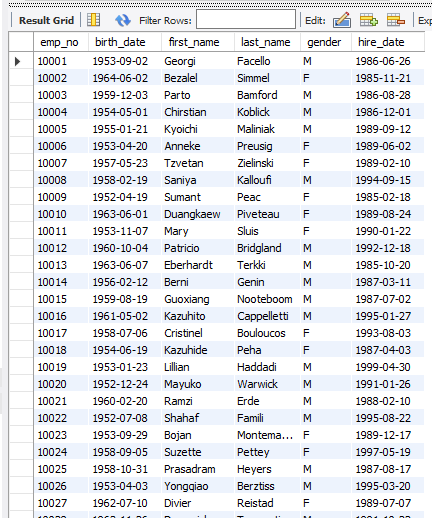 Result Grid Filter Rows: Edit: Exp
emp_no birth_date first_name last_name gender hire_date
10001 1953-09-02 Georgi Facello M 1986-06-26
10002 1964-06-02 Bezalel Simmel F 1985-11-21
10003 1959-12-03 Parto Bamford M 1986-08-28
10004 1954-05-01 Chirstian Koblick M 1986-12-01
10005 1955-01-21 Kyoichi Maliniak M 1989-09-12
10006 1953-04-20 Anneke Preusig F 1989-06-02
10007 1957-05-23 Tzvetan Zielinski F 1989-02-10
10008 1958-02-19 Saniya Kalloufi M 1994-09-15
10009 1952-04-19 Sumant Peac F 1985-02-18
10010 1963-06-01 Duangkaew Piveteau F 1989-08-24
10011 1953-11-07 Mary Sluis F 1990-01-22
10012 1960-10-04 Patricio Bridgland M 1992-12-18
10013 1963-06-07 Eberhardt Terkki M 1985-10-20
10014 1956-02-12 Berni Genin M 1987-03-11
10015 1959-08-19 Guoxiang Nooteboom M 1987-07-02
10016 1961-05-02 Kazuhito Cappelletti M 1995-01-27
10017 1958-07-06 Cristinel Bouloucos F 1993-08-03
10018 1954-06-19 Kazuhide Peha F 1987-04-03
10019 1953-01-23 Lillian Haddadi M 1999-04-30
10020 1952-12-24 Mayuko Warwick M 1991-01-26
10021 1960-02-20 Ramzi Erde M 1988-02-10
10022 1952-07-08 Shahaf Famili M 1995-08-22
10023 1953-09-29 Bojan Montema... F 1989-12-17
10024 1958-09-05 Suzette Pettey F 1997-05-19
10025 1958-10-31 Prasadram Heyers M 1987-08-17
10026 1953-04-03 Yongqiao Berztiss M 1995-03-20
10027 1962-07-10 Divier Reistad F 1989-07-07